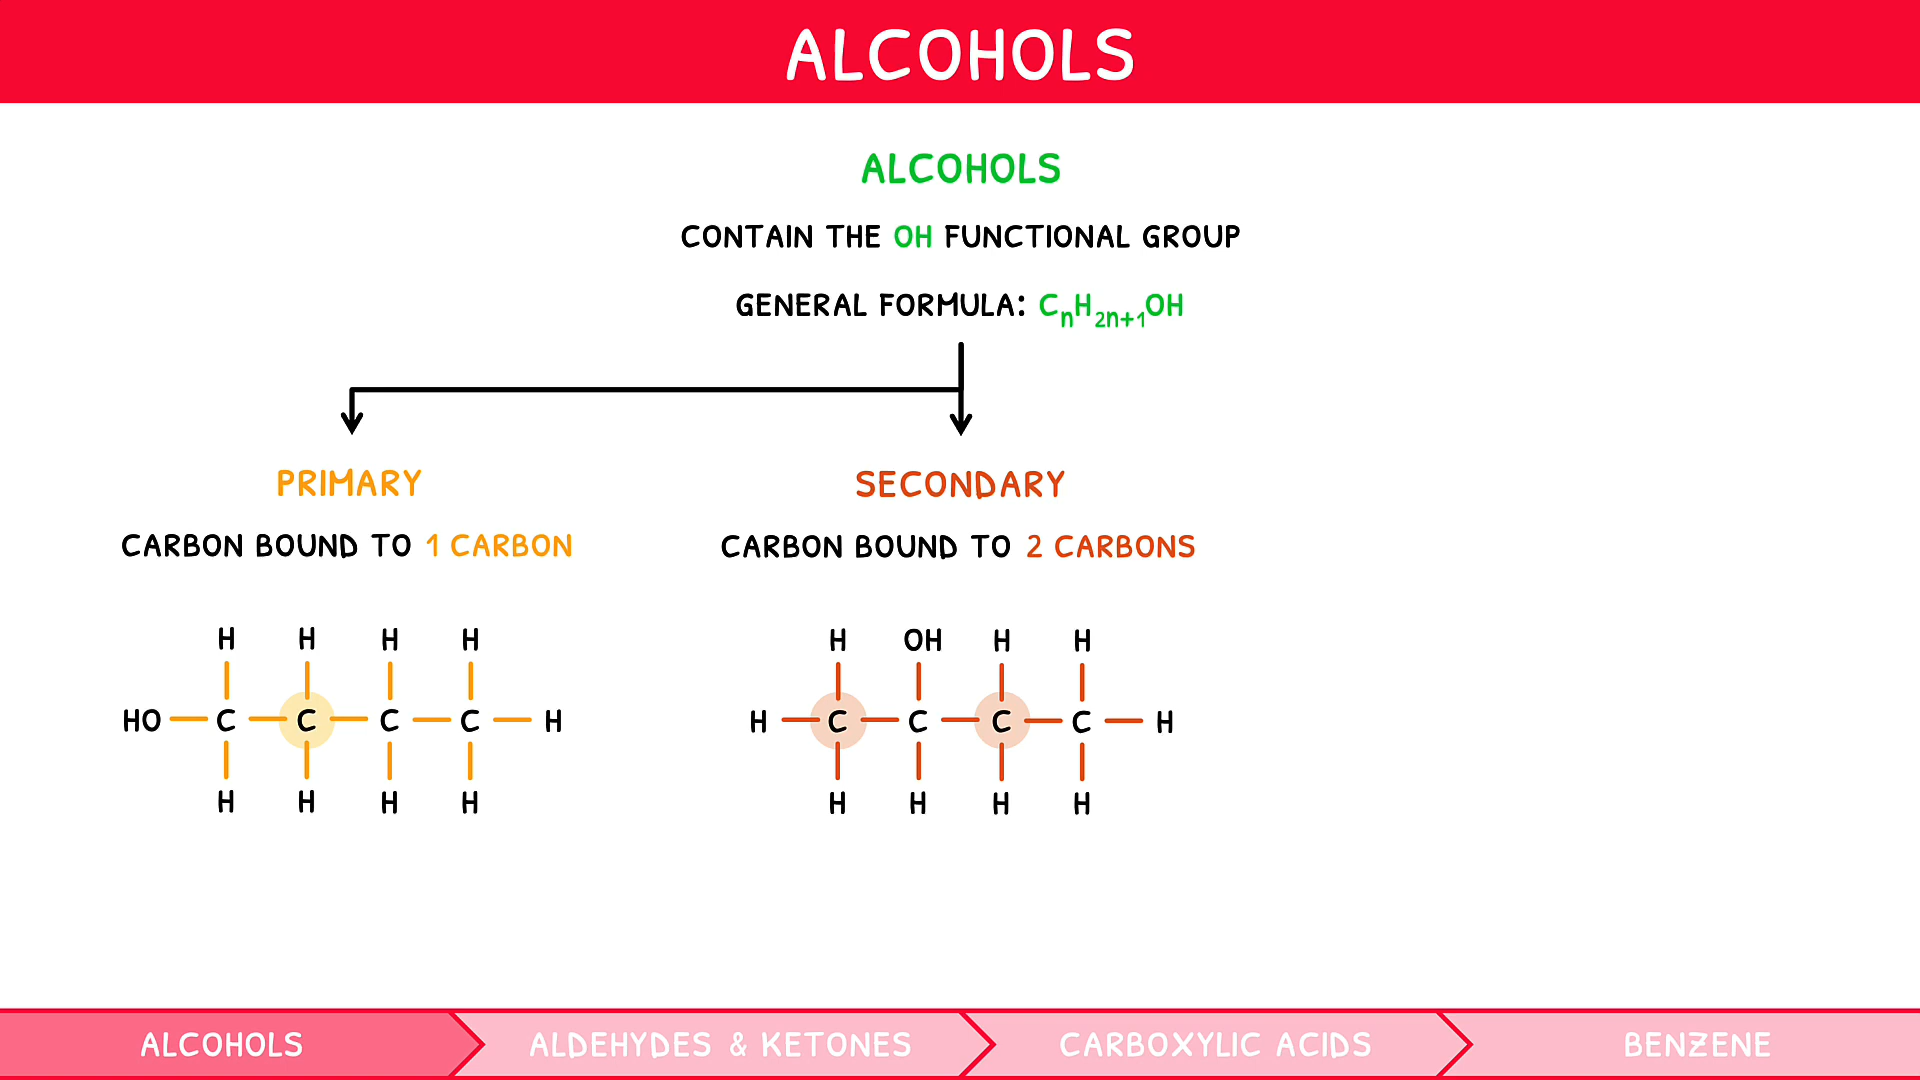 ALCOHOLS
ALCOHOLS
CONTAIN THE OH FUNCTIONAL GROUP
GENERAL FORMULA: CnH2n+1OH
PRIMARY
CARBON BOUND TO 1 CARBON
H H H H
HO C C C C H
H H H H
SECONDARY
CARBON BOUND TO 2 CARBONS
H OH H H
H C C C C H
H H H H
ALCOHOLS
ALDEHYDES & KETONES
CARBOXYLIC ACIDS
BENZENE